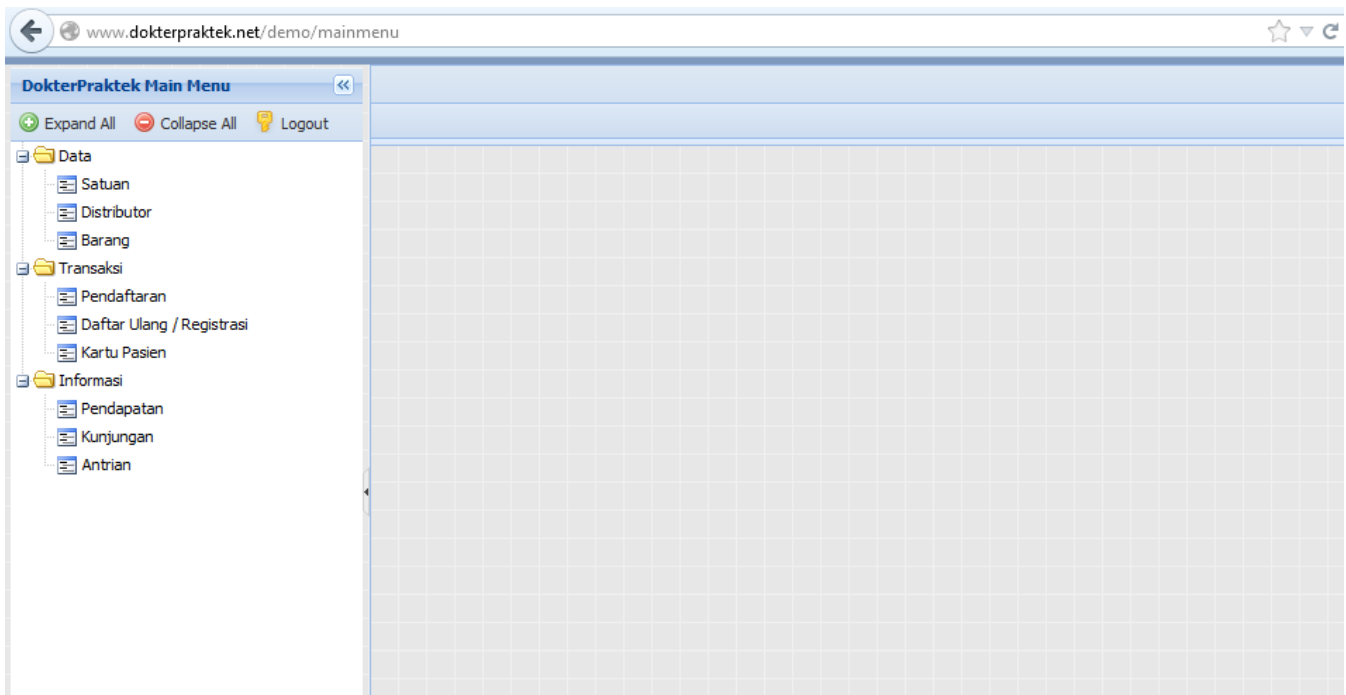 www.dokterpraktek.net/demo/mainmenu
DokterPraktek Main Menu
Expand All Collapse All Logout
Data
Satuan
Distributor
Barang
Transaksi
Pendaftaran
Daftar Ulang / Registrasi
Kartu Pasien
Informasi
Pendapatan
Kunjungan
Antrian